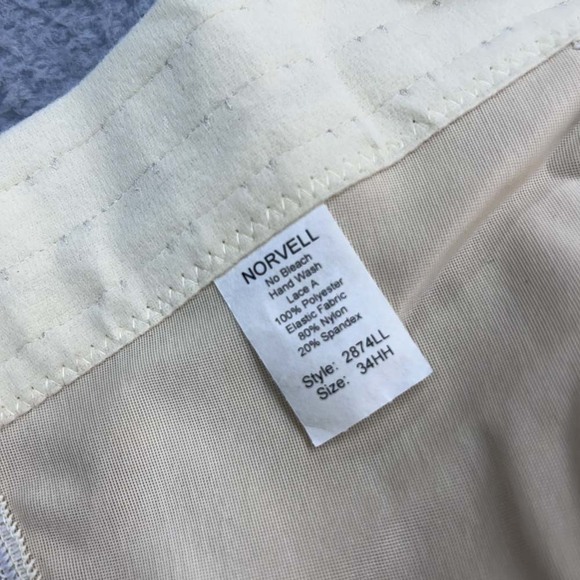 NORVELL
No Bleach
Hand Wash
Lace A
100% Polyester
Elastic Fabric
80% Nylon
20% Spandex
Style: 2874LL
Size: 34HH